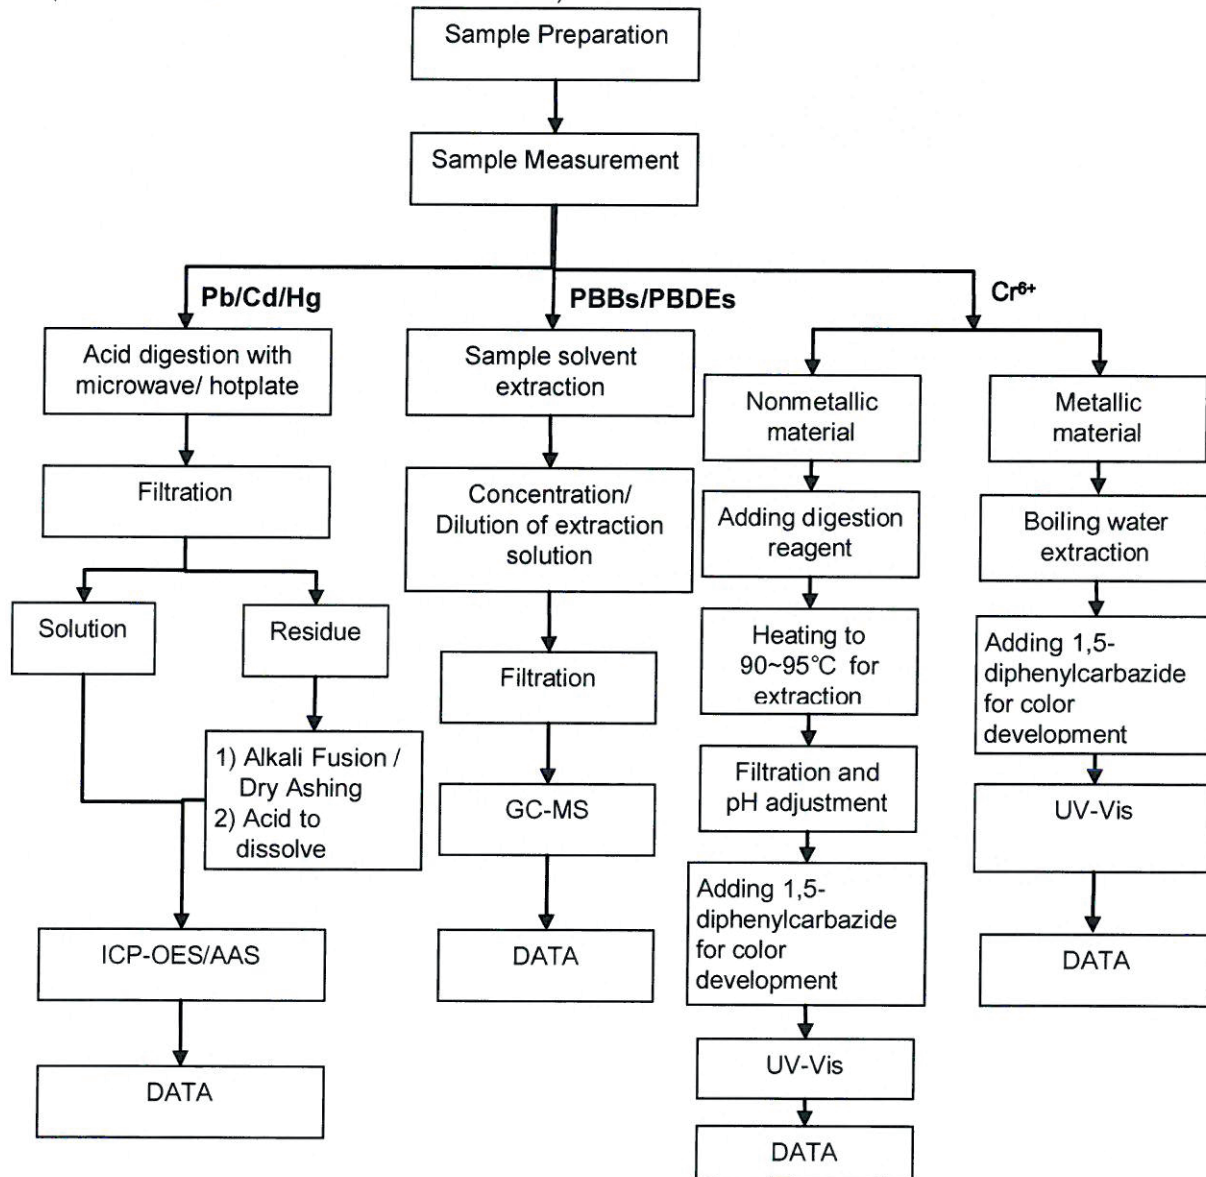 Sample Preparation
Sample Measurement
Pb/Cd/Hg
PBBs/PBDEs
Cr⁶⁺
Acid digestion with
microwave/ hotplate
Filtration
Solution
Residue
1) Alkali Fusion /
Dry Ashing
2) Acid to
dissolve
ICP-OES/AAS
DATA
Sample solvent
extraction
Concentration/
Dilution of extraction
solution
Filtration
GC-MS
DATA
Nonmetallic
material
Adding digestion
reagent
Heating to
90~95℃ for
extraction
Filtration and
pH adjustment
Adding 1,5-
diphenylcarbazide
for color
development
UV-Vis
DATA
Metallic
material
Boiling water
extraction
Adding 1,5-
diphenylcarbazide
for color
development
UV-Vis
DATA